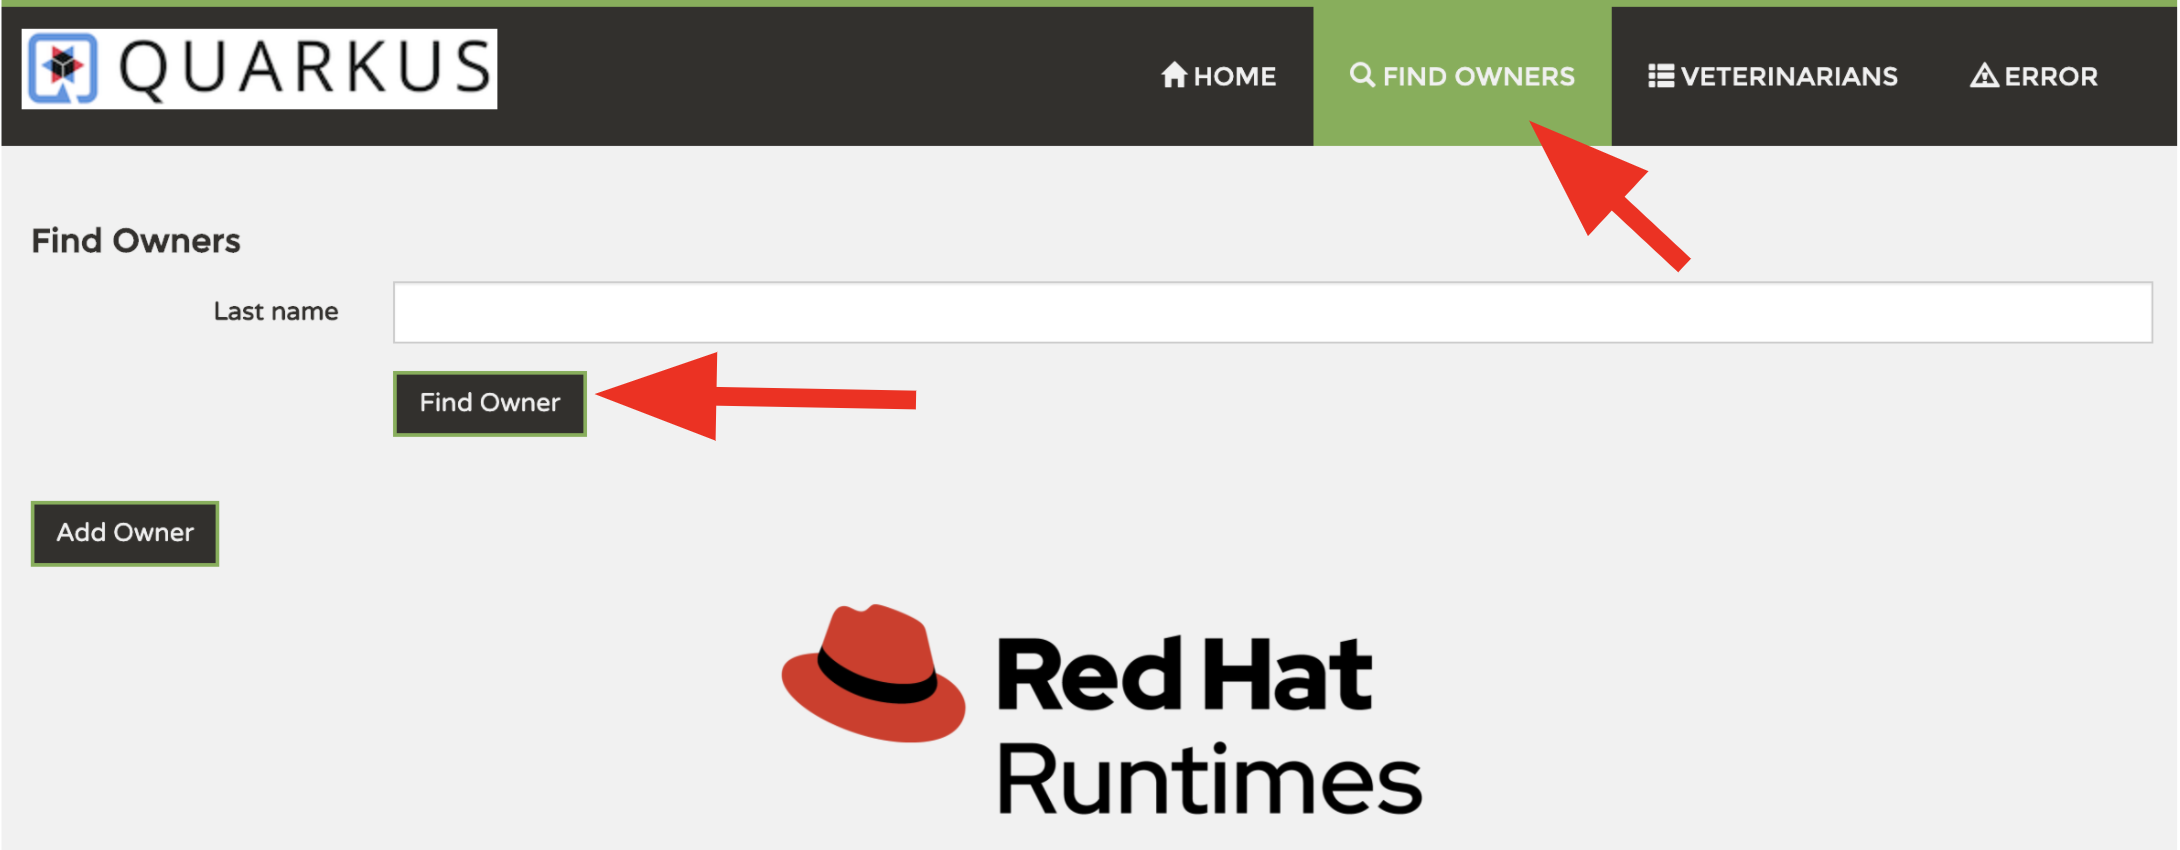 QUARKUS
HOME
FIND OWNERS
VETERINARIANS
ERROR
Find Owners
Last name
Find Owner
Add Owner
Red Hat
Runtimes